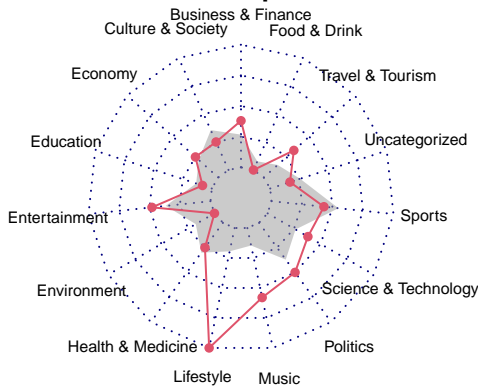 Business & Finance
Culture & Society
Food & Drink
Economy
Travel & Tourism
Education
Uncategorized
Entertainment
Sports
Environment
Science & Technology
Health & Medicine
Politics
Lifestyle
Music